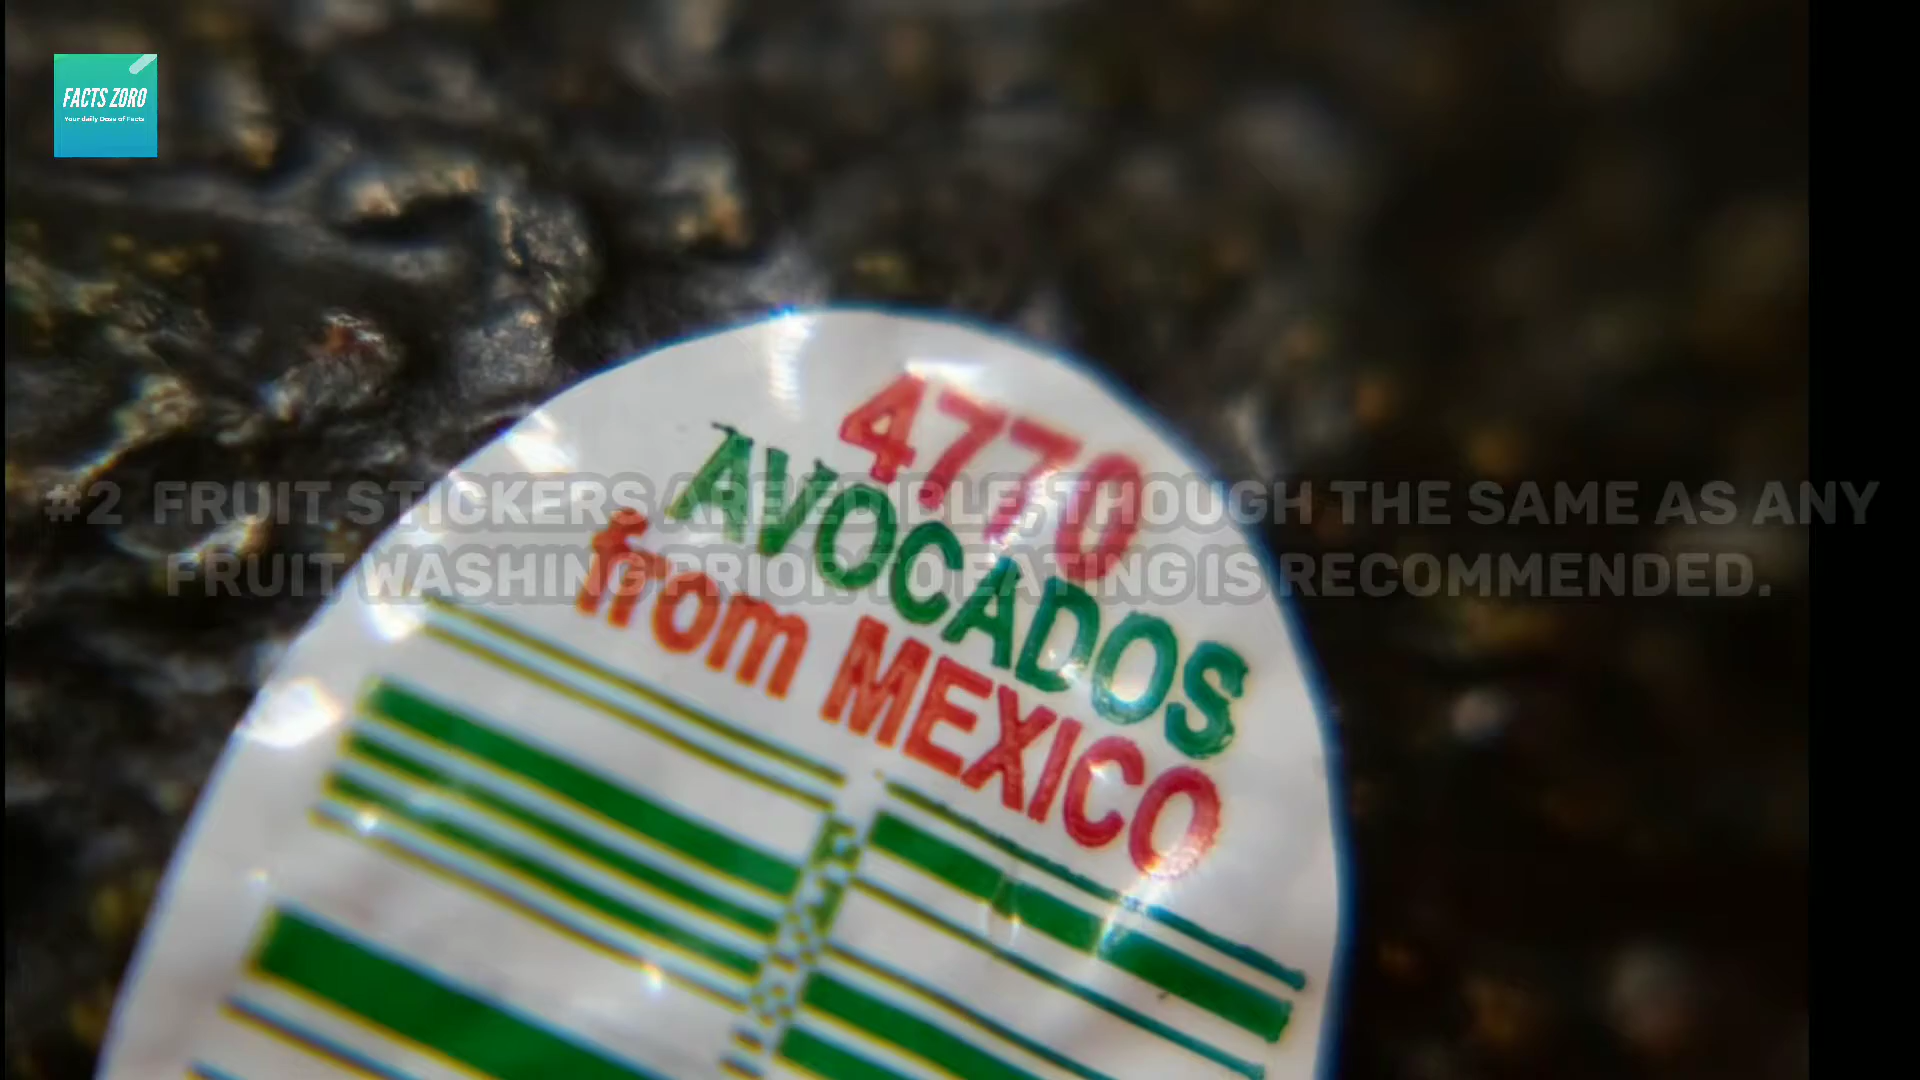 FACTS ZORO
Your daily Dose of Facts
4770
AVOCADOS
from MEXICO
#2 FRUIT STICKERS ARE EDIBLE, THOUGH THE SAME AS ANY
FRUIT WASHING PRIOR TO EATING IS RECOMMENDED.